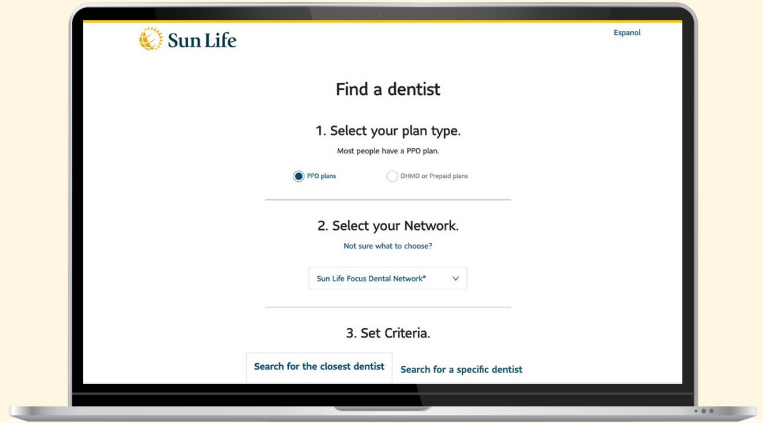 Sun Life
Espanol
Find a dentist
1. Select your plan type.
Most people have a PPO plan.
PPO plans
DHMO or Prepaid plans
2. Select your Network.
Not sure what to choose?
Sun Life Focus Dental Network®
3. Set Criteria.
Search for the closest dentist
Search for a specific dentist